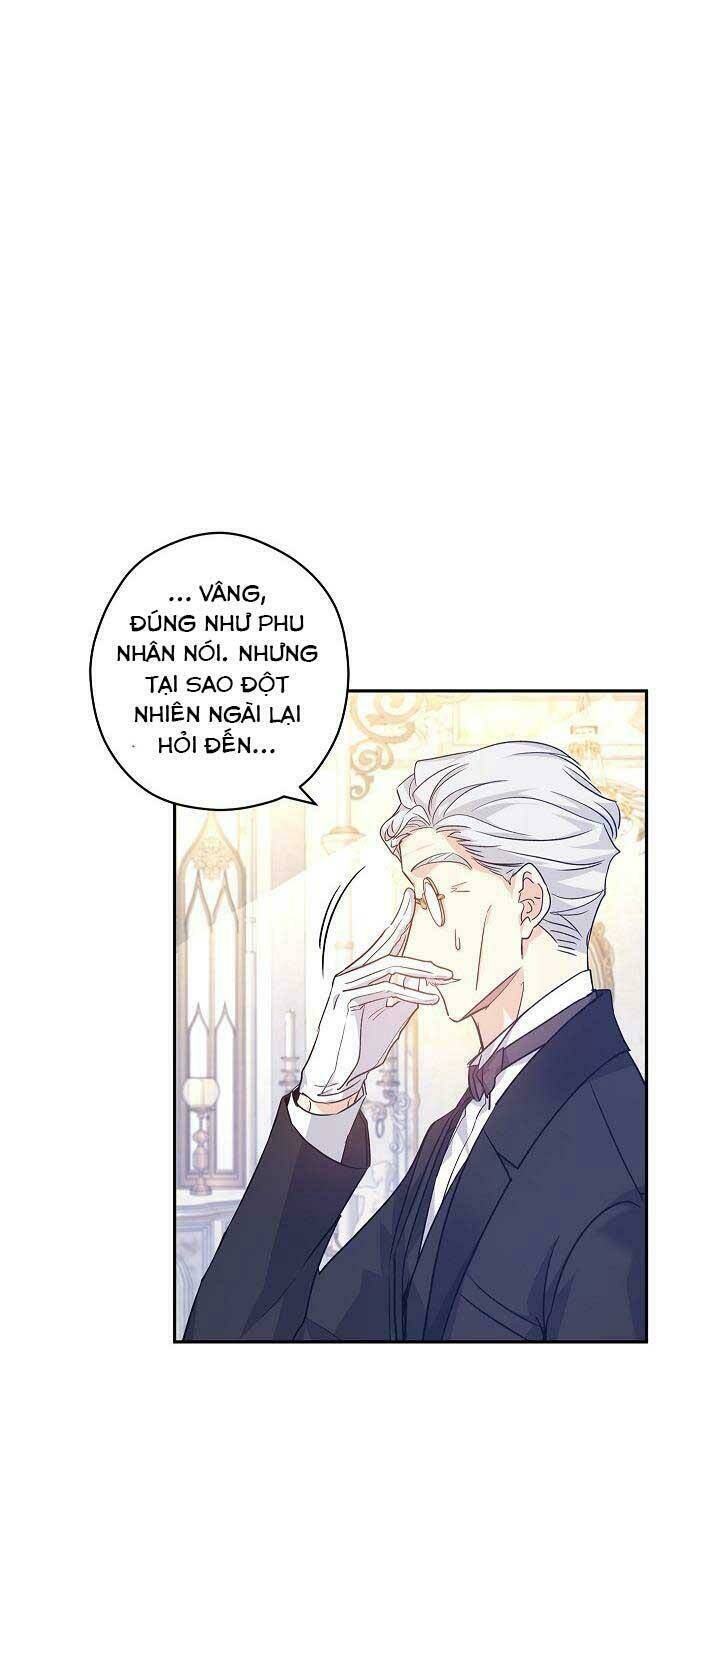 ... VÂNG,
ĐÚNG NHƯ PHU
NHÂN NÓI. NHƯNG
TẠI SAO ĐỘT
NHIÊN NGÀI LẠI
HỎI ĐẾN...